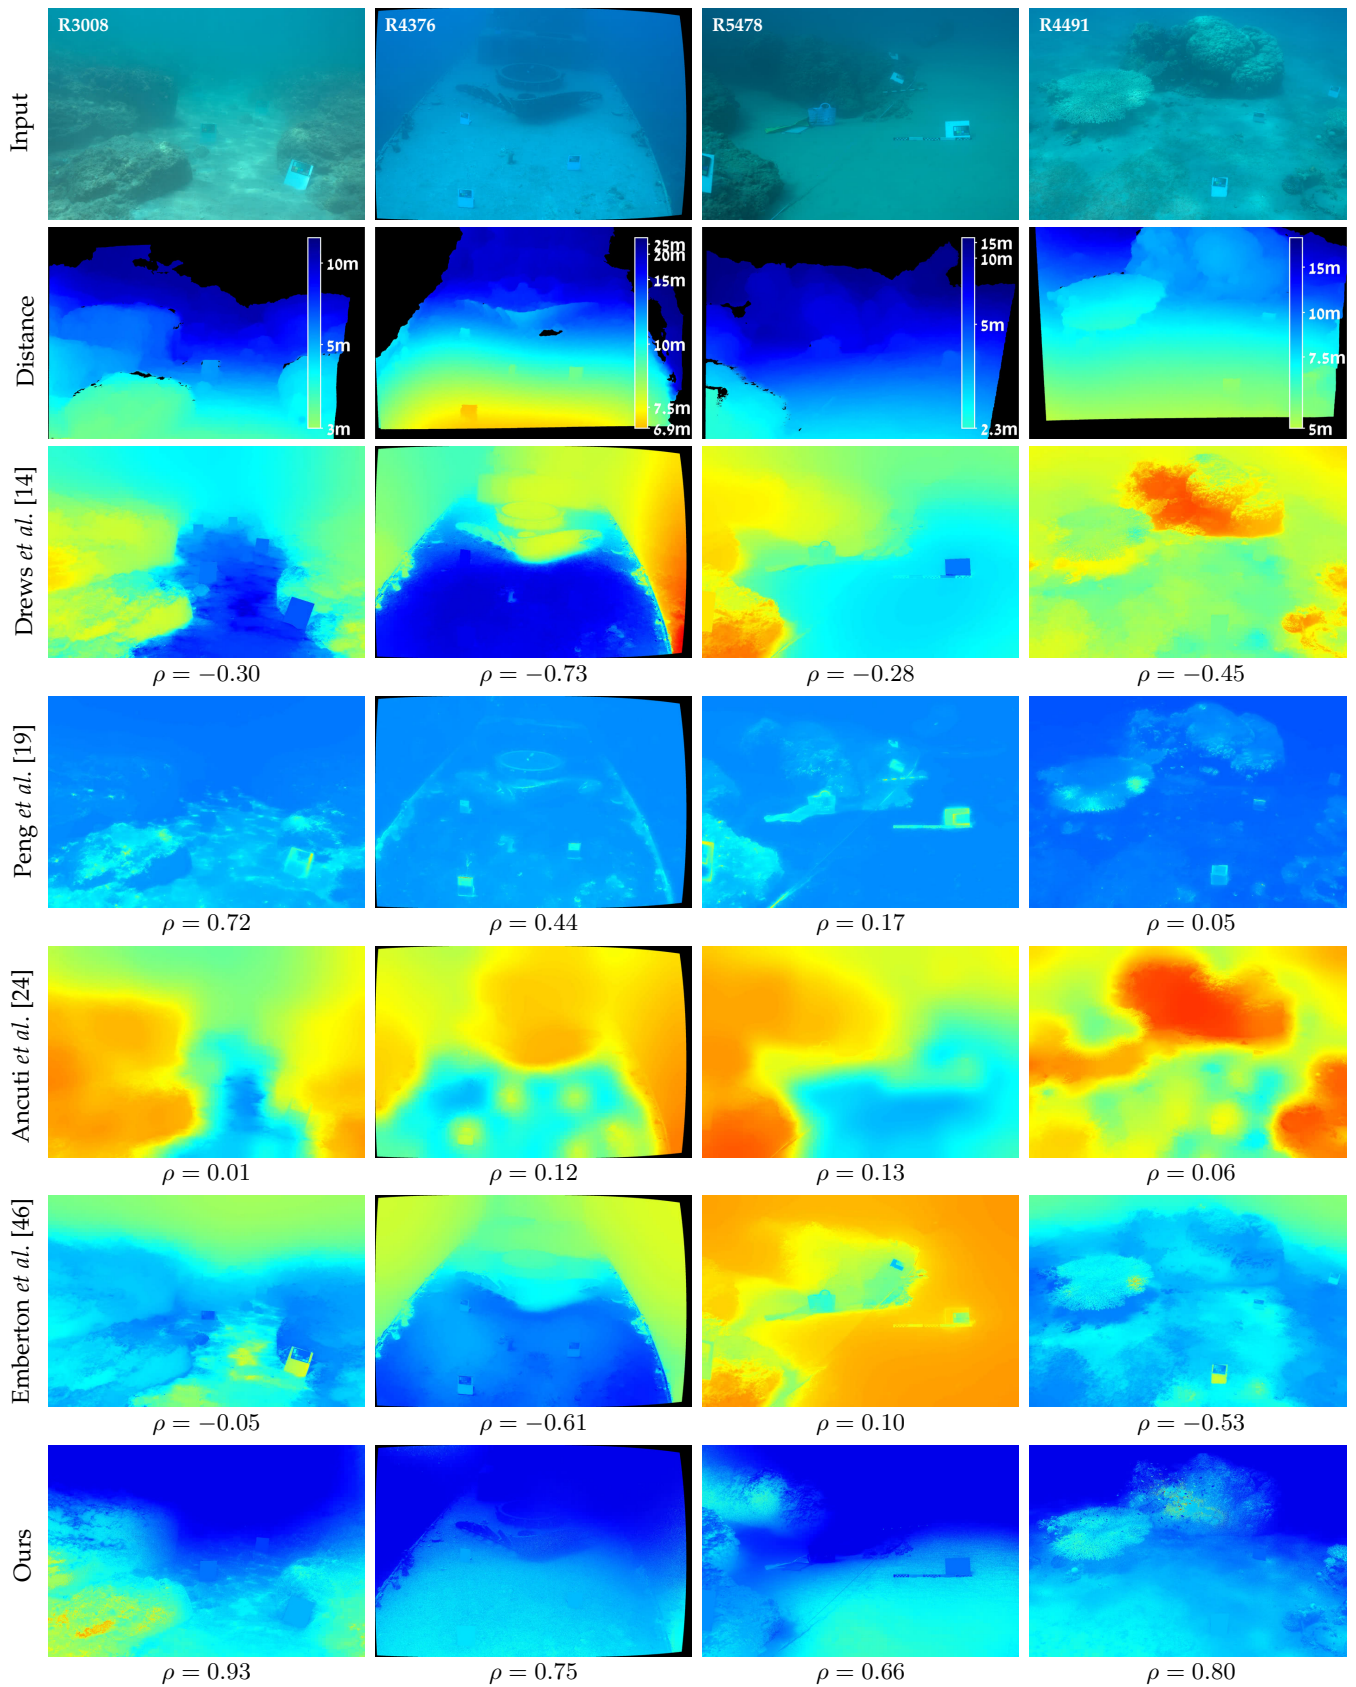 Input
R3008
R4376
R5478
R4491
Distance
10m
5m
3m
25m
20m
15m
10m
7.5m
6.9m
15m
10m
5m
2.3m
15m
10m
7.5m
5m
Drews et al. [14]
ρ = −0.30
ρ = −0.73
ρ = −0.28
ρ = −0.45
Peng et al. [19]
ρ = 0.72
ρ = 0.44
ρ = 0.17
ρ = 0.05
Ancuti et al. [24]
ρ = 0.01
ρ = 0.12
ρ = 0.13
ρ = 0.06
Emberton et al. [46]
ρ = −0.05
ρ = −0.61
ρ = 0.10
ρ = −0.53
Ours
ρ = 0.93
ρ = 0.75
ρ = 0.66
ρ = 0.80